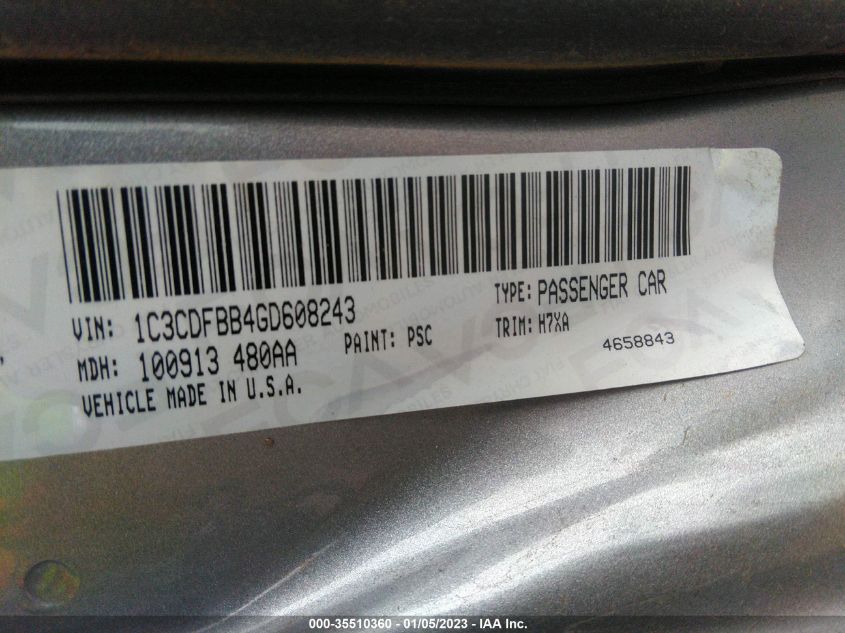 VIN: 1C3CDFBB4GD608243 TYPE: PASSENGER CAR
MDH: 100913 480AA PAINT: PSC TRIM: H7XA 4658843
VEHICLE MADE IN U.S.A.
000-35510360 - 01/05/2023 - IAA Inc.